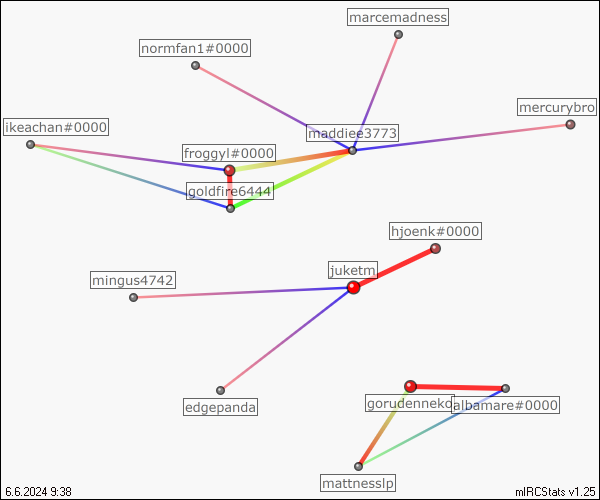 marcemadness
normfan1#0000
mercurybro
ikeachan#0000
maddiee3773
froggyl#0000
goldfire6444
hjoenk#0000
juketm
mingus4742
edgepanda
gorudenneko
albamare#0000
mattnesslp
6.6.2024 9:38
mIRCStats v1.25